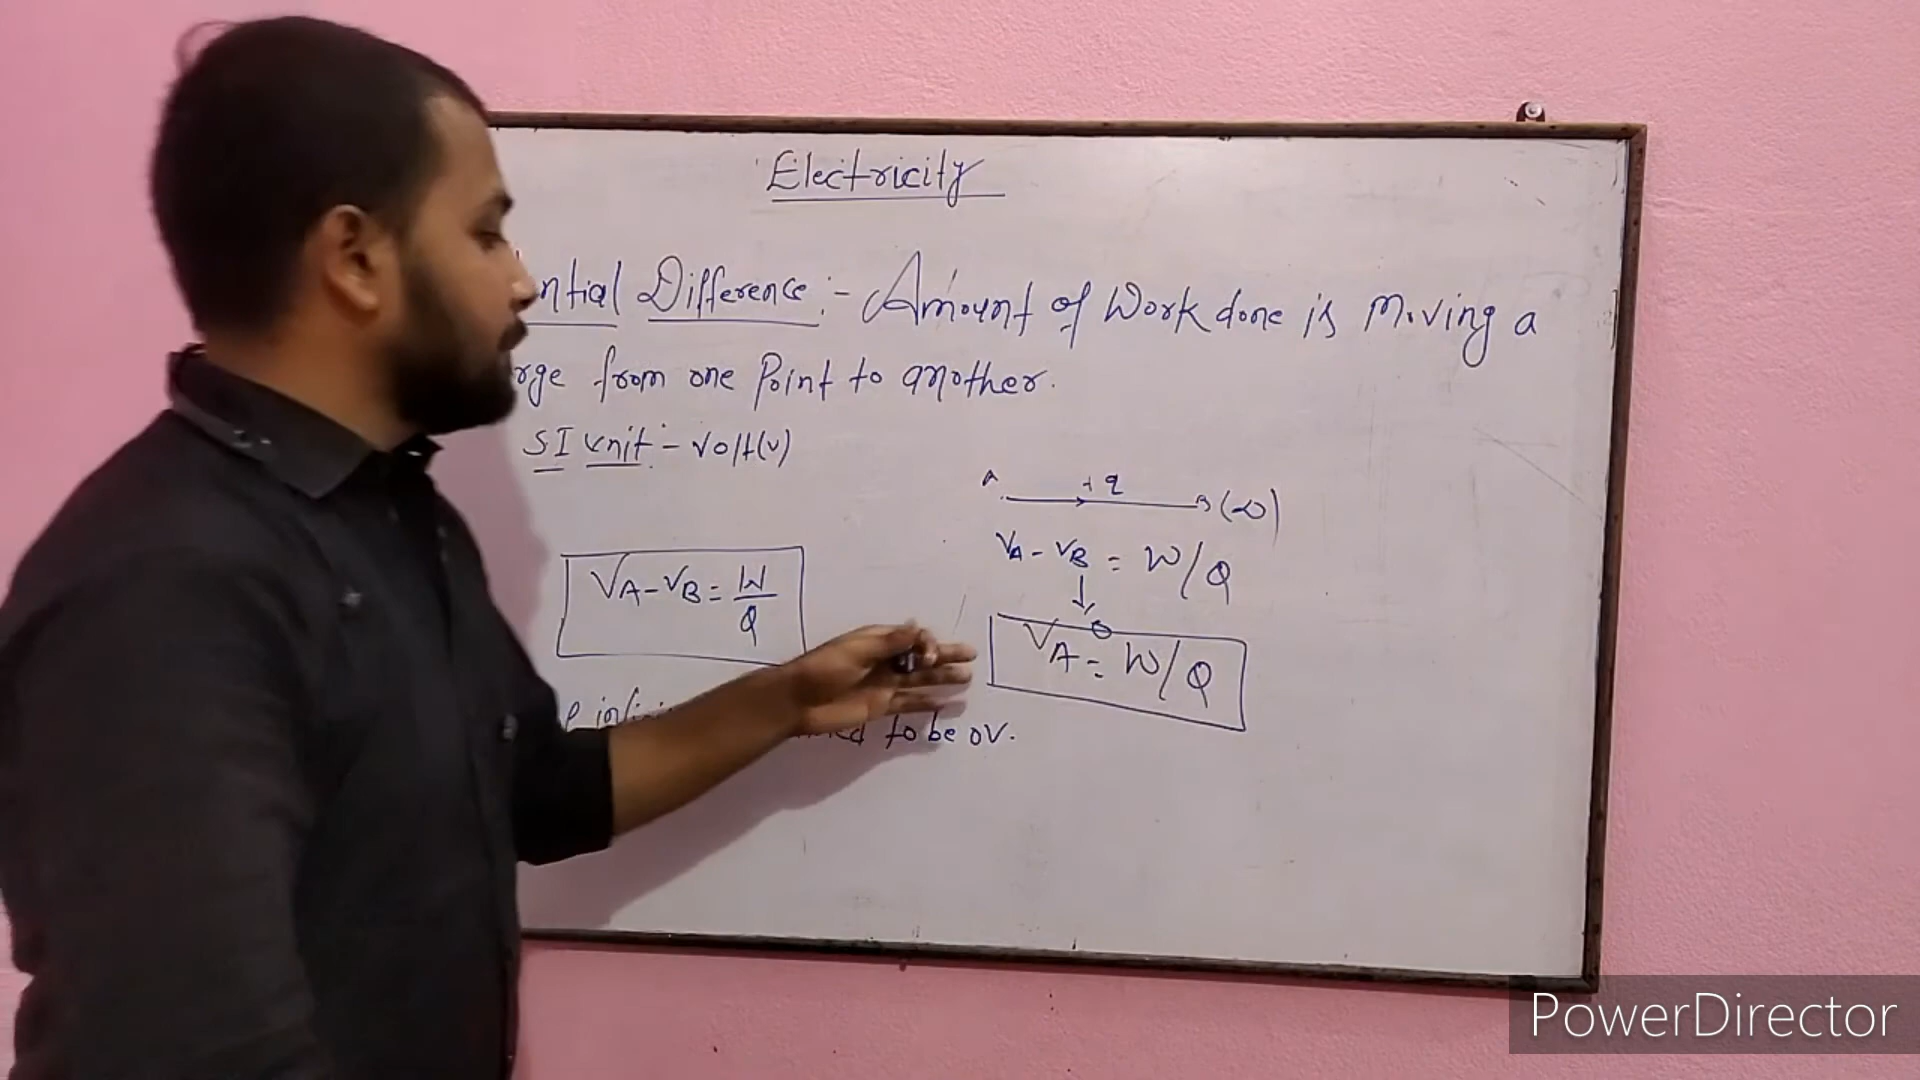 Electricity
ntial Difference :- Amount of Work done is moving a
rge from one Point to another.
SI unit :- Volt(v)
A + q B (∞)
VA - VB = W/Q
VA - VB = W
Q
0
VA = W/Q
to be 0V.
PowerDirector